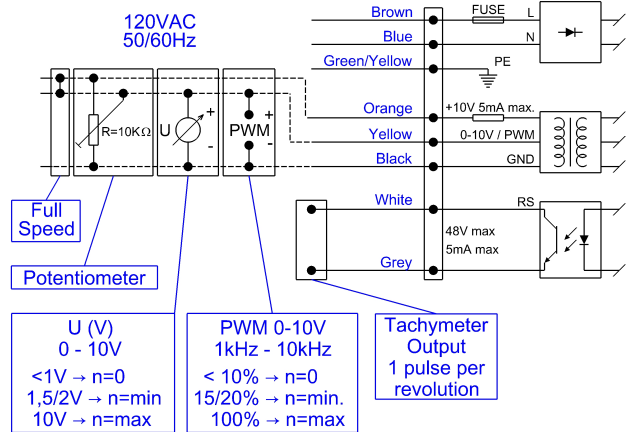 120VAC
50/60Hz
Brown
FUSE
L
Blue
N
Green/Yellow
PE
Orange
+10V 5mA max.
Yellow
0-10V / PWM
Black
GND
R=10KΩ
U
+
-
PWM
+
-
White
RS
48V max
5mA max
Grey
Full
Speed
Potentiometer
U (V)
0 - 10V
<1V → n=0
1,5/2V → n=min
10V → n=max
PWM 0-10V
1kHz - 10kHz
< 10% → n=0
15/20% → n=min.
100% → n=max
Tachymeter
Output
1 pulse per
revolution